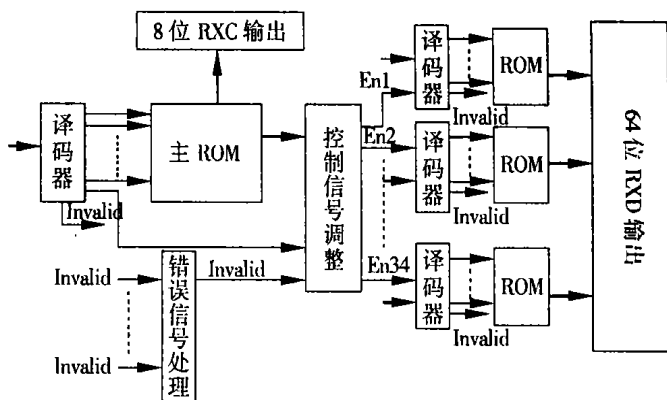 8位 RXC 输出
译码器
主 ROM
Invalid
Invalid
Invalid
错误信号处理
Invalid
控制信号调整
En1
En2
En34
译码器
ROM
Invalid
译码器
ROM
Invalid
译码器
ROM
Invalid
64位 RXD 输出